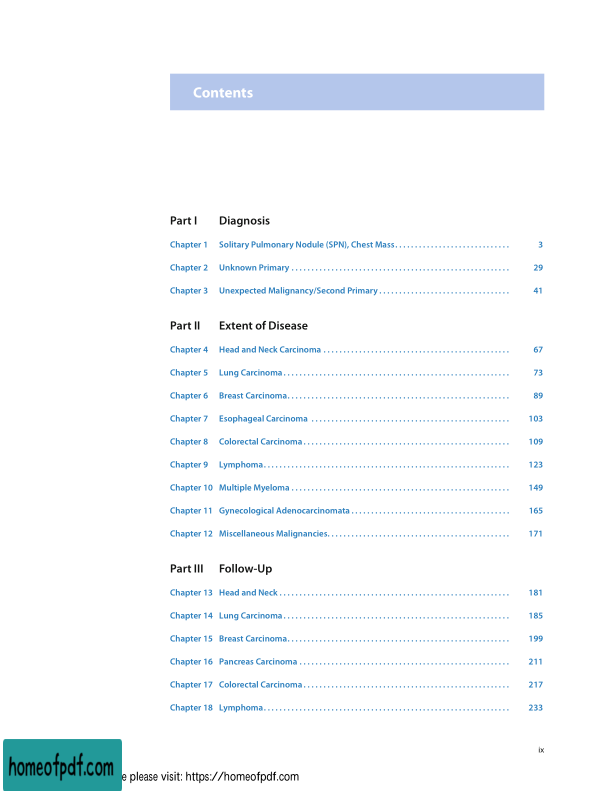 Contents
Part I Diagnosis
Chapter 1 Solitary Pulmonary Nodule (SPN), Chest Mass............................. 3
Chapter 2 Unknown Primary....................................................... 29
Chapter 3 Unexpected Malignancy/Second Primary................................. 41
Part II Extent of Disease
Chapter 4 Head and Neck Carcinoma............................................... 67
Chapter 5 Lung Carcinoma......................................................... 73
Chapter 6 Breast Carcinoma........................................................ 89
Chapter 7 Esophageal Carcinoma.................................................. 103
Chapter 8 Colorectal Carcinoma.................................................... 109
Chapter 9 Lymphoma.............................................................. 123
Chapter 10 Multiple Myeloma....................................................... 149
Chapter 11 Gynecological Adenocarcinomata........................................ 165
Chapter 12 Miscellaneous Malignancies.............................................. 171
Part III Follow-Up
Chapter 13 Head and Neck.......................................................... 181
Chapter 14 Lung Carcinoma......................................................... 185
Chapter 15 Breast Carcinoma........................................................ 199
Chapter 16 Pancreas Carcinoma..................................................... 211
Chapter 17 Colorectal Carcinoma.................................................... 217
Chapter 18 Lymphoma.............................................................. 233
ix
homeofpdf.com
e please visit: https://homeofpdf.com